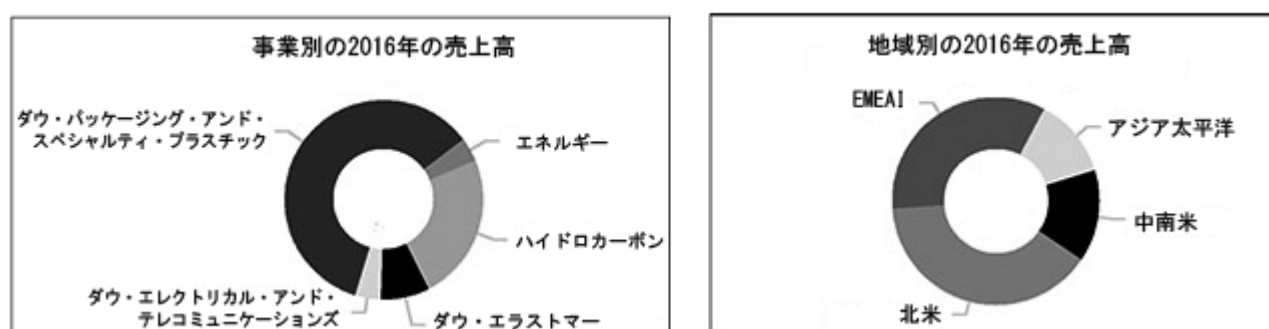 事業別の2016年の売上高
ダウ・パッケージング・アンド・
スペシャルティ・プラスチック
エネルギー
ハイドロカーボン
ダウ・エラストマー
ダウ・エレクトリカル・アンド・
テレコミュニケーションズ
地域別の2016年の売上高
EMEAI
アジア太平洋
中南米
北米